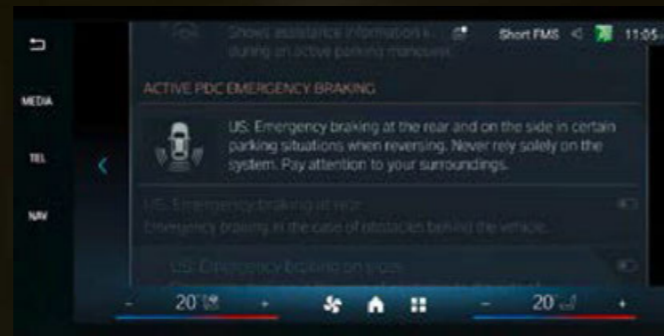 Shows assistance information
during an active parking maneuver.
Short FMS
11:05
MEDIA
TEL
NAV
ACTIVE PDC EMERGENCY BRAKING
US: Emergency braking at the rear and on the side in certain
parking situations when reversing. Never rely solely on the
system. Pay attention to your surroundings.
US: Emergency braking at rear
Emergency braking in the case of obstacles behind the vehicle.
US: Emergency braking on sides
- 20 +
- 20 +